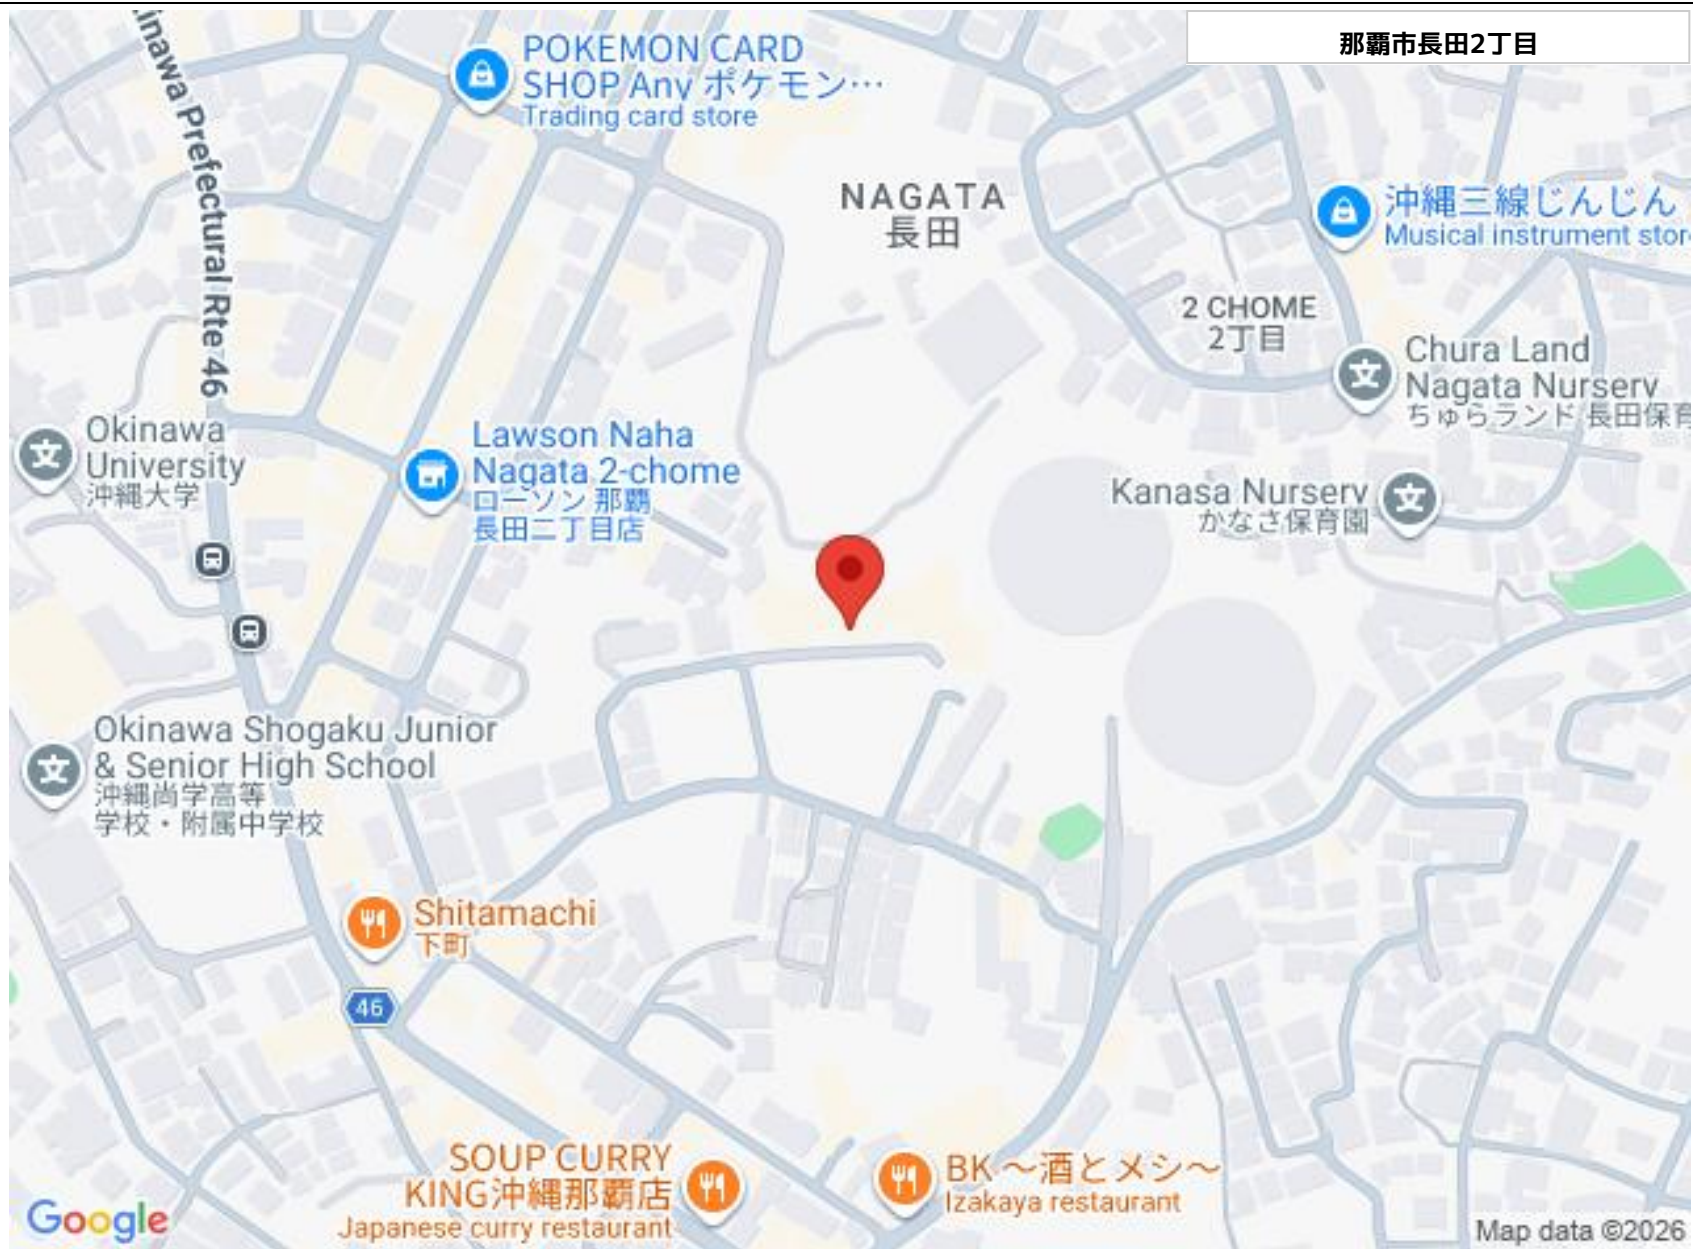 那覇市長田2丁目
inawa Prefectural Rte 46
POKEMON CARD
SHOP Any ポケモン…
Trading card store
NAGATA
長田
沖縄三線じんじん
Musical instrument stor
2 CHOME
2丁目
Chura Land
Nagata Nursery
ちゅらランド 長田保育
Okinawa
University
沖縄大学
Lawson Naha
Nagata 2-chome
ローソン 那覇
長田二丁目店
Kanasa Nursery
かなさ保育園
Okinawa Shogaku Junior
& Senior High School
沖縄尚学高等
学校・附属中学校
Shitamachi
下町
46
SOUP CURRY
KING沖縄那覇店
Japanese curry restaurant
BK ～酒とメシ～
Izakaya restaurant
Google
Map data ©2026